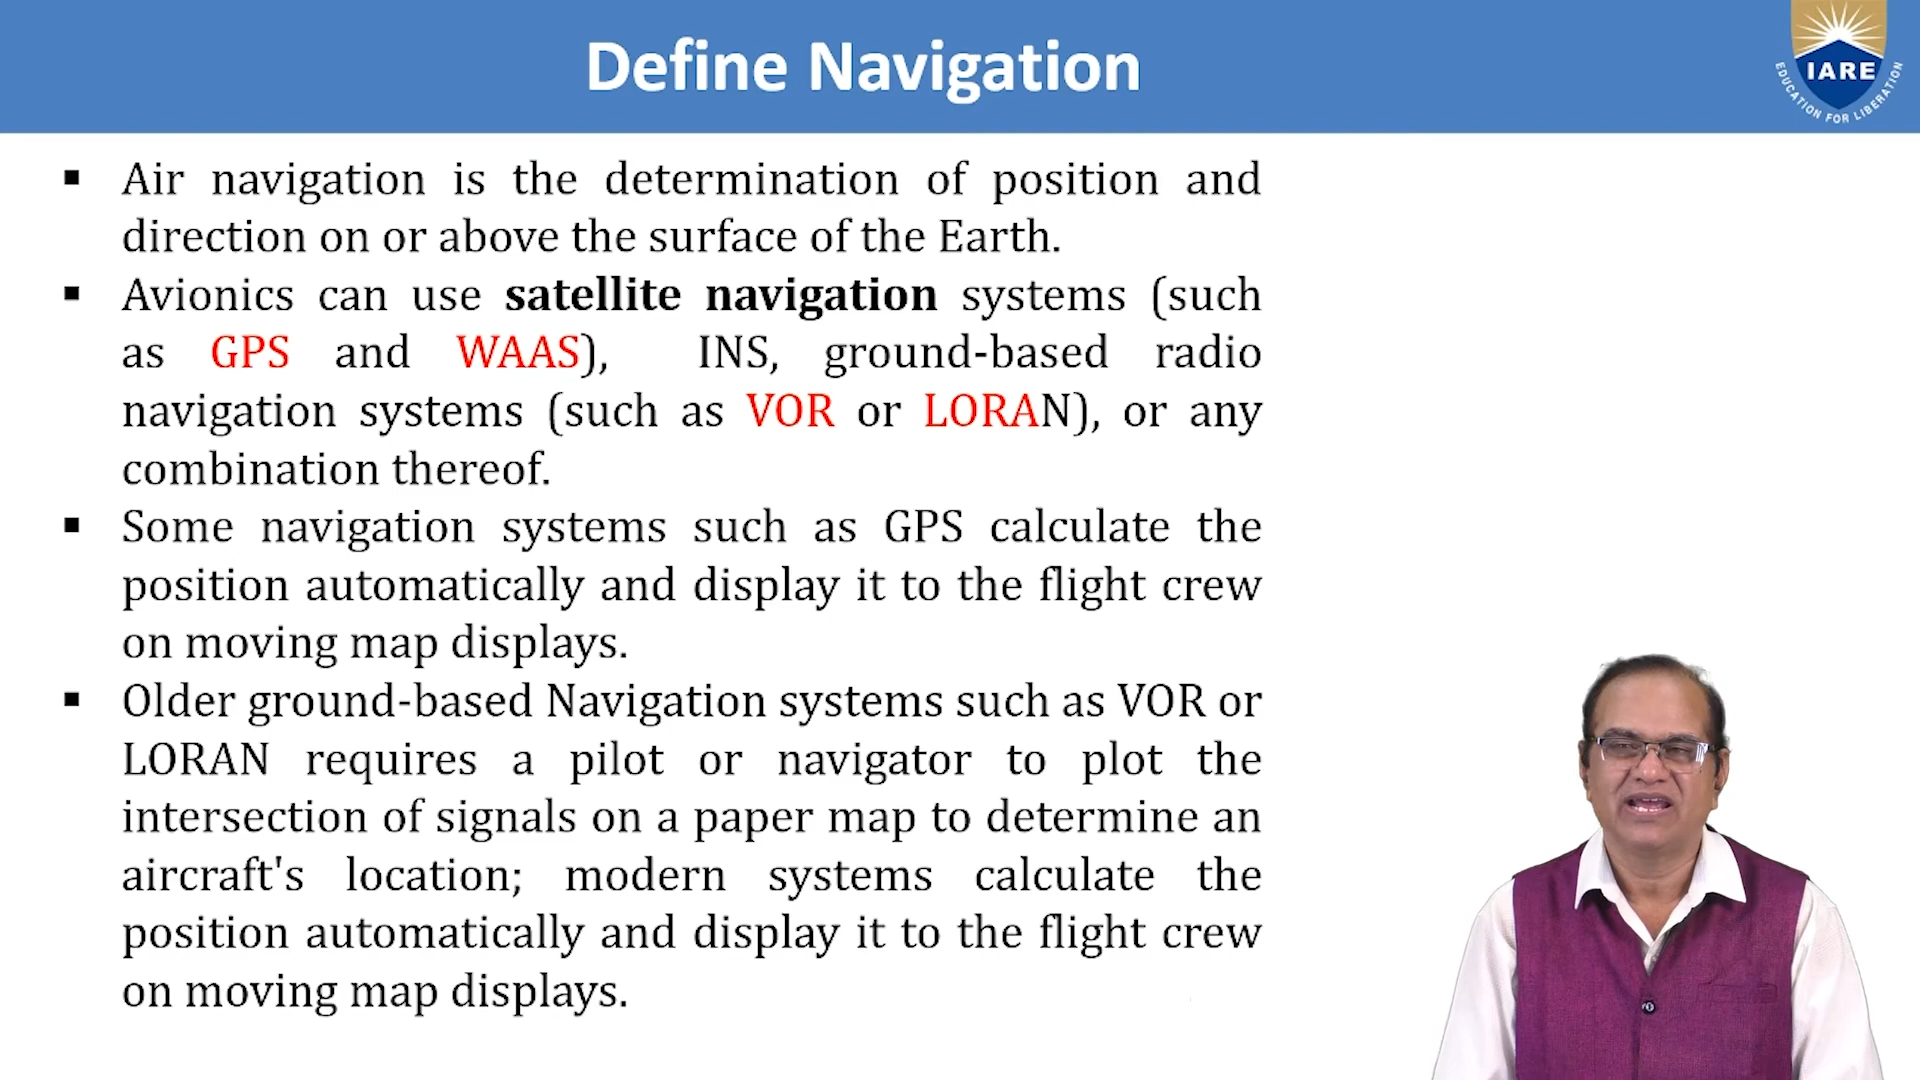 Define Navigation
IARE
EDUCATION FOR LIBERATION
▪ Air navigation is the determination of position and
direction on or above the surface of the Earth.
▪ Avionics can use satellite navigation systems (such
as GPS and WAAS), INS, ground-based radio
navigation systems (such as VOR or LORAN), or any
combination thereof.
▪ Some navigation systems such as GPS calculate the
position automatically and display it to the flight crew
on moving map displays.
▪ Older ground-based Navigation systems such as VOR or
LORAN requires a pilot or navigator to plot the
intersection of signals on a paper map to determine an
aircraft's location; modern systems calculate the
position automatically and display it to the flight crew
on moving map displays.